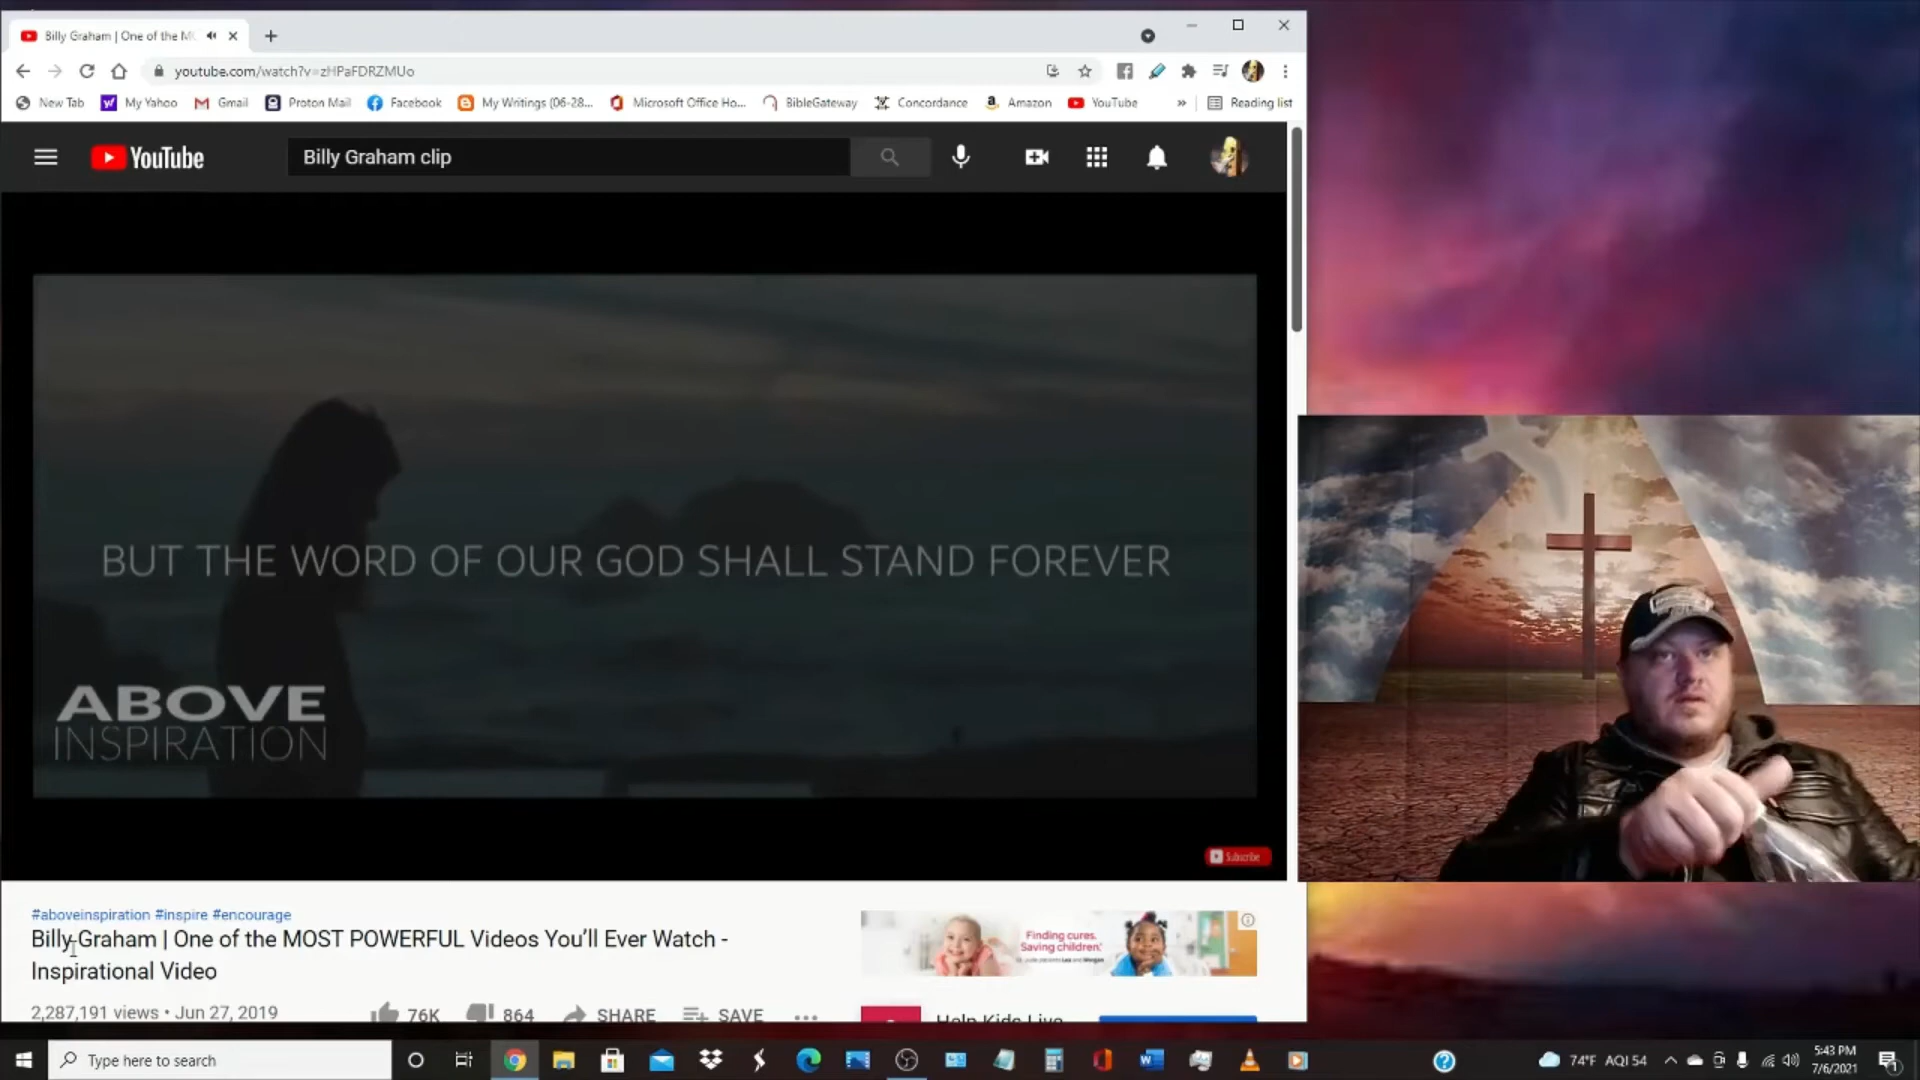 Billy Graham | One of the M
youtube.com/watch?v=zHPaFDRZMUo
New Tab My Yahoo Gmail Proton Mail Facebook My Writings (06-28... Microsoft Office Ho... BibleGateway Concordance Amazon YouTube » Reading list
YouTube
Billy Graham clip
BUT THE WORD OF OUR GOD SHALL STAND FOREVER
ABOVE
INSPIRATION
Subscribe
#aboveinspiration #inspire #encourage
Billy Graham | One of the MOST POWERFUL Videos You'll Ever Watch -
Inspirational Video
2,287,191 views • Jun 27, 2019
76K 864 SHARE SAVE ...
Finding cures.
Saving children.
Help Kids Live
Type here to search
74°F AQI 54
5:43 PM
7/6/2021